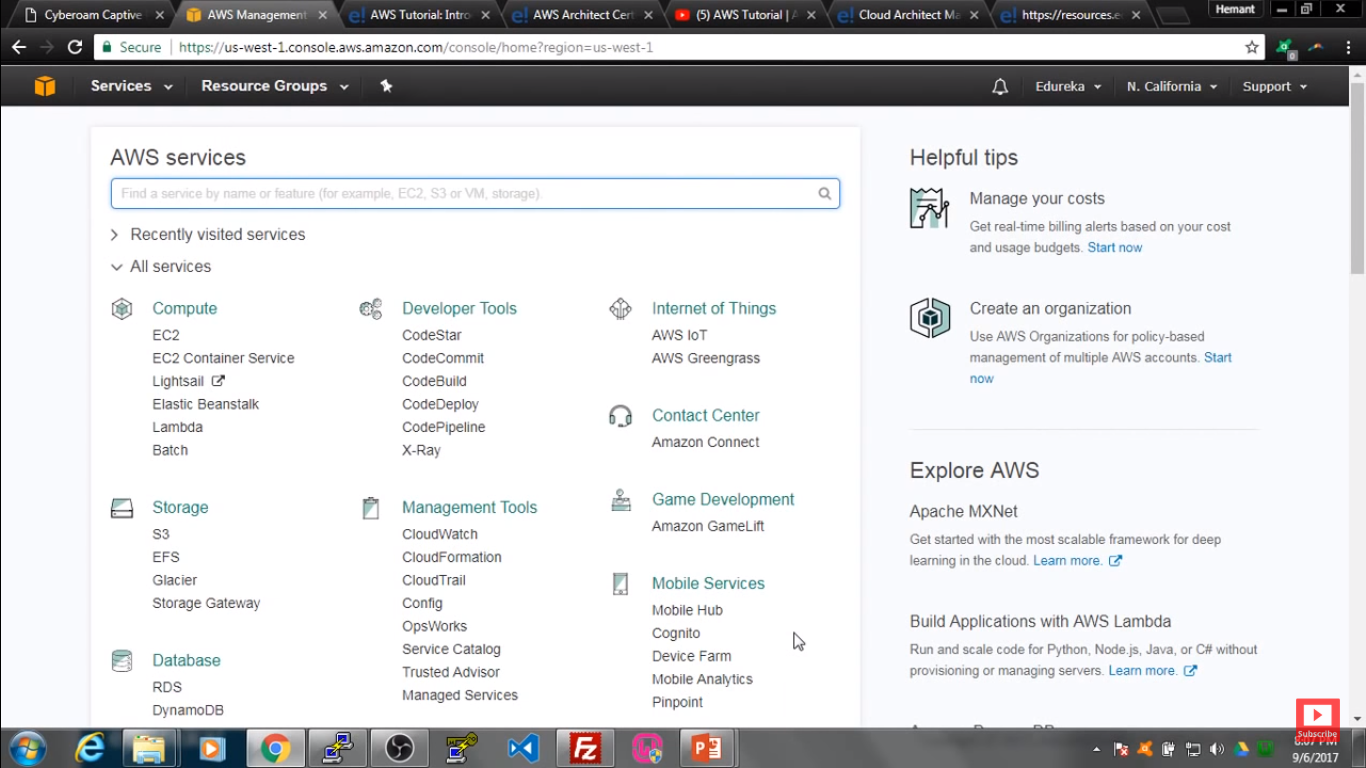 Cyberoam Captive
AWS Management
AWS Tutorial: Intro
AWS Architect Cert
(5) AWS Tutorial | A
Cloud Architect Ma
https://resources.e
Hemant
Secure
https://us-west-1.console.aws.amazon.com/console/home?region=us-west-1
0
Services
Resource Groups
Edureka
N. California
Support
AWS services
Find a service by name or feature (for example, EC2, S3 or VM, storage).
Recently visited services
All services
Compute
EC2
EC2 Container Service
Lightsail
Elastic Beanstalk
Lambda
Batch
Storage
S3
EFS
Glacier
Storage Gateway
Database
RDS
DynamoDB
Developer Tools
CodeStar
CodeCommit
CodeBuild
CodeDeploy
CodePipeline
X-Ray
Management Tools
CloudWatch
CloudFormation
CloudTrail
Config
OpsWorks
Service Catalog
Trusted Advisor
Managed Services
Internet of Things
AWS IoT
AWS Greengrass
Contact Center
Amazon Connect
Game Development
Amazon GameLift
Mobile Services
Mobile Hub
Cognito
Device Farm
Mobile Analytics
Pinpoint
Helpful tips
Manage your costs
Get real-time billing alerts based on your cost
and usage budgets. Start now
Create an organization
Use AWS Organizations for policy-based
management of multiple AWS accounts. Start
now
Explore AWS
Apache MXNet
Get started with the most scalable framework for deep
learning in the cloud. Learn more.
Build Applications with AWS Lambda
Run and scale code for Python, Node.js, Java, or C# without
provisioning or managing servers. Learn more.
Subscribe
9/6/2017